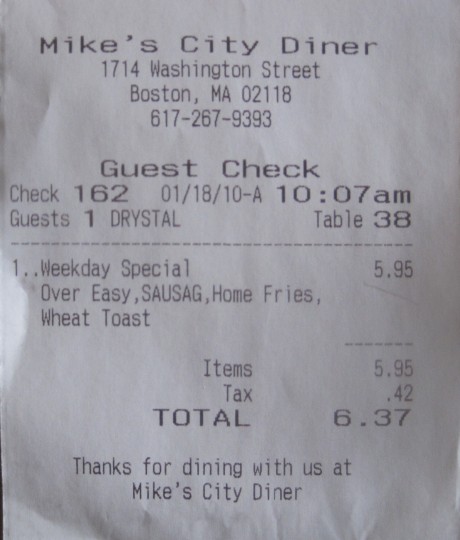 Mike's City Diner
1714 Washington Street
Boston, MA 02118
617-267-9393
Guest Check
Check 162 01/18/10-A 10:07am
Guests 1 DRYSTAL Table 38
1..Weekday Special 5.95
Over Easy,SAUSAG,Home Fries,
Wheat Toast
Items 5.95
Tax .42
TOTAL 6.37
Thanks for dining with us at
Mike's City Diner